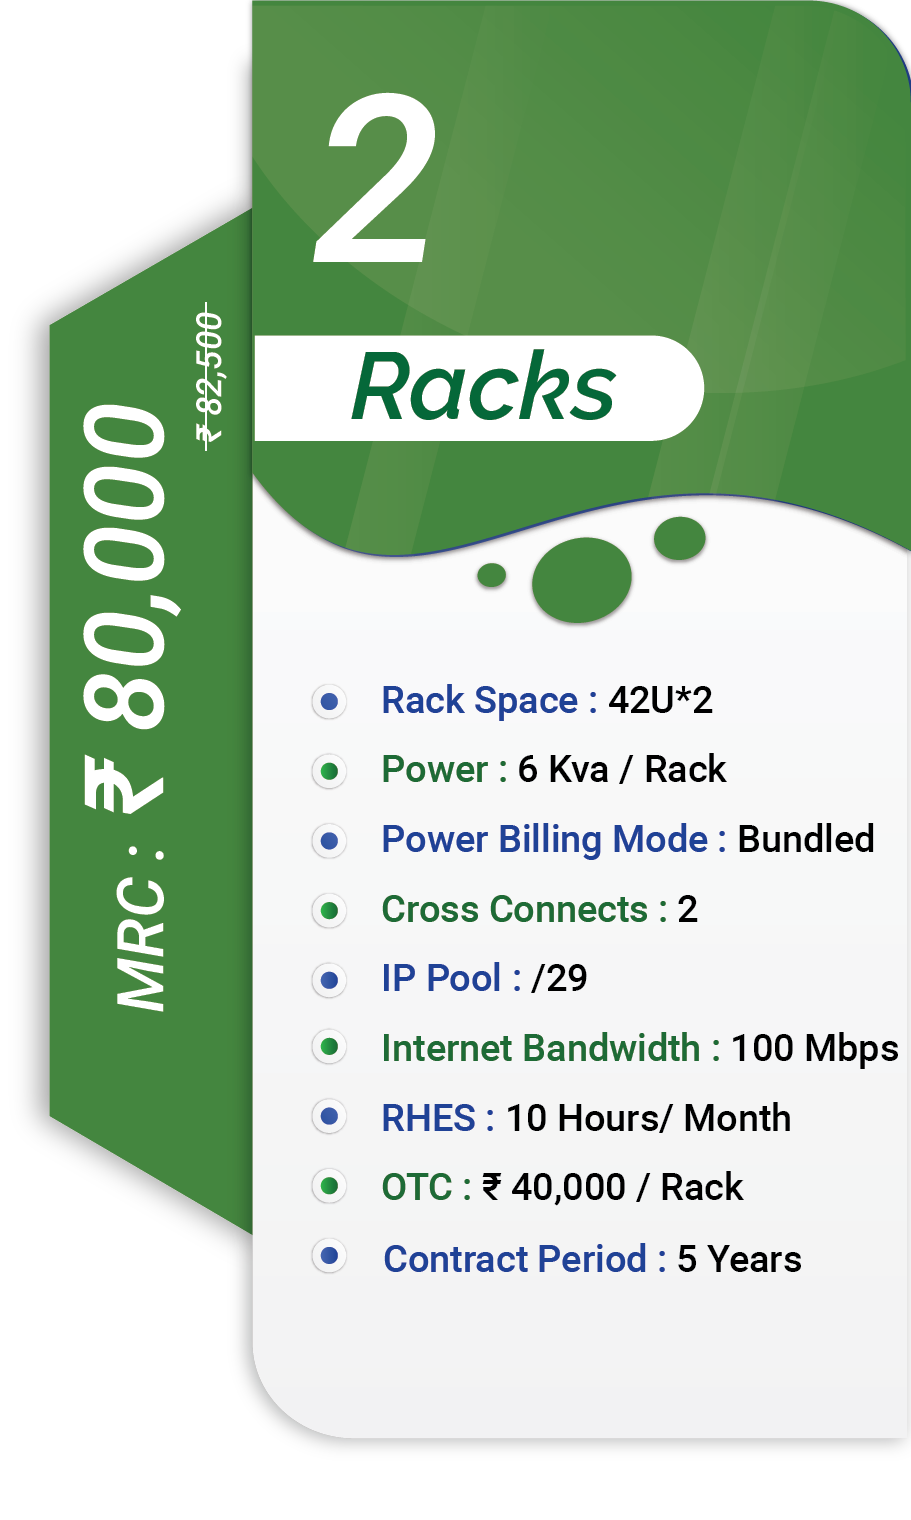 2
Racks
₹ 82,500
MRC : ₹ 80,000
Rack Space : 42U*2
Power : 6 Kva / Rack
Power Billing Mode : Bundled
Cross Connects : 2
IP Pool : /29
Internet Bandwidth : 100 Mbps
RHES : 10 Hours/ Month
OTC : ₹ 40,000 / Rack
Contract Period : 5 Years